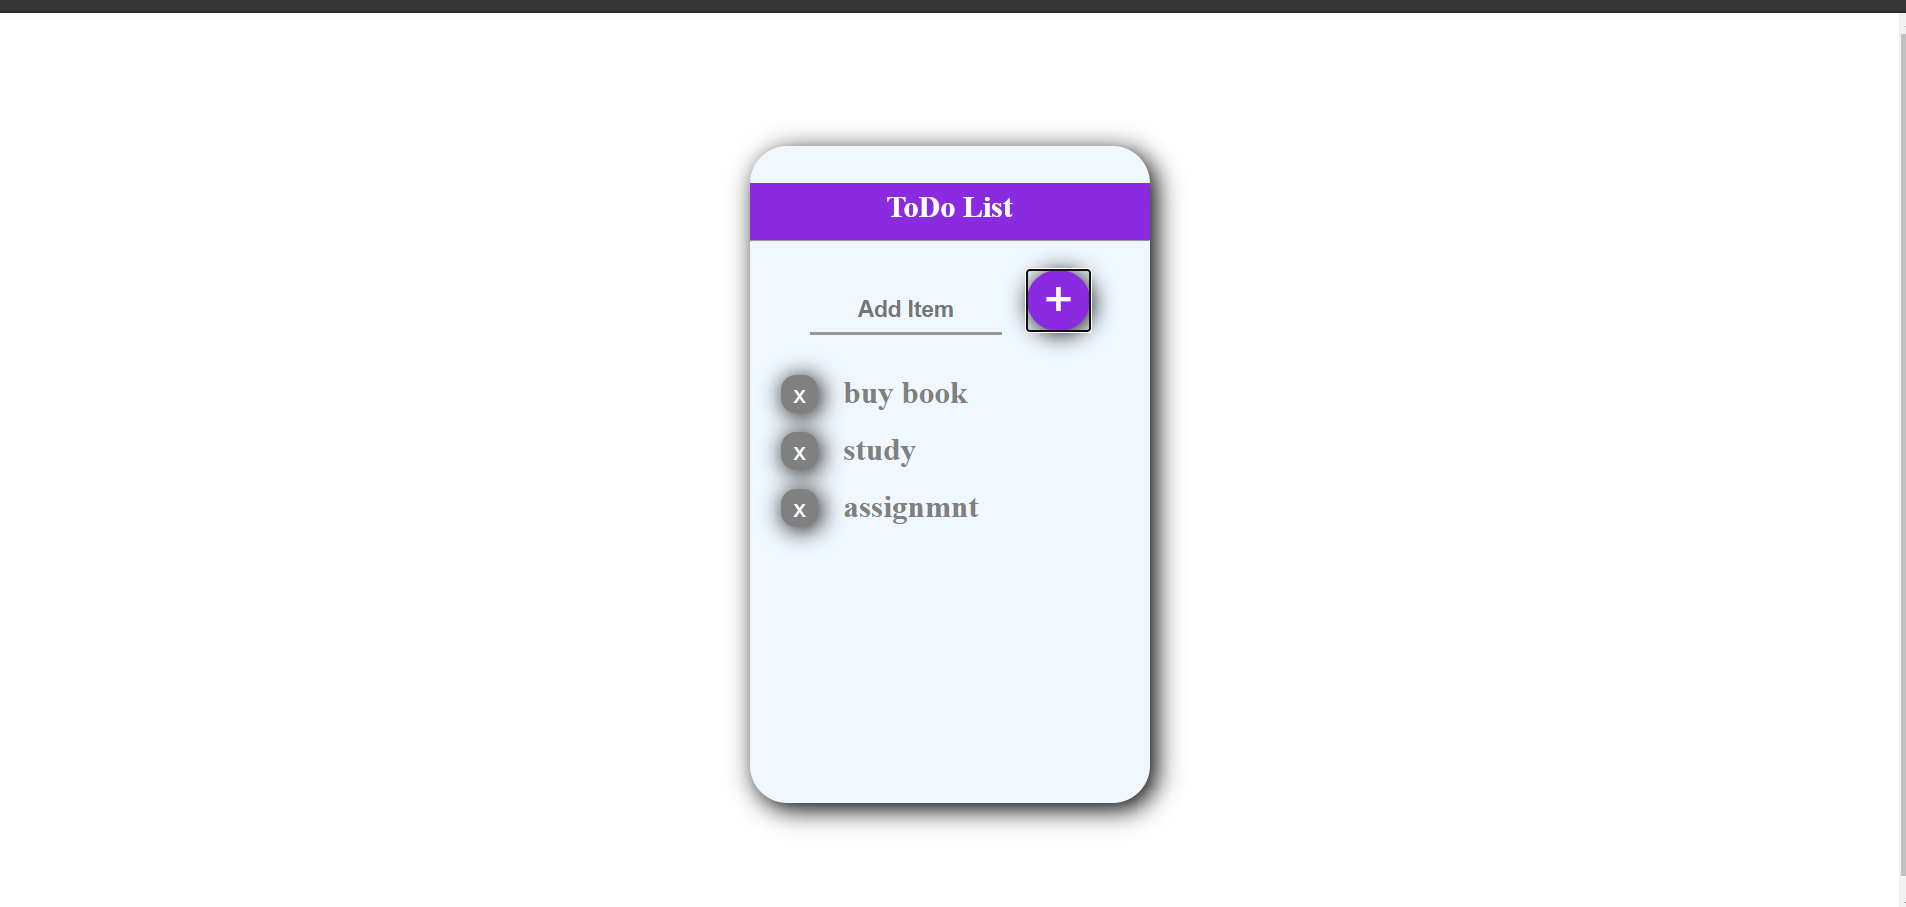 ToDo List
Add Item
+
x buy book
x study
x assignmnt